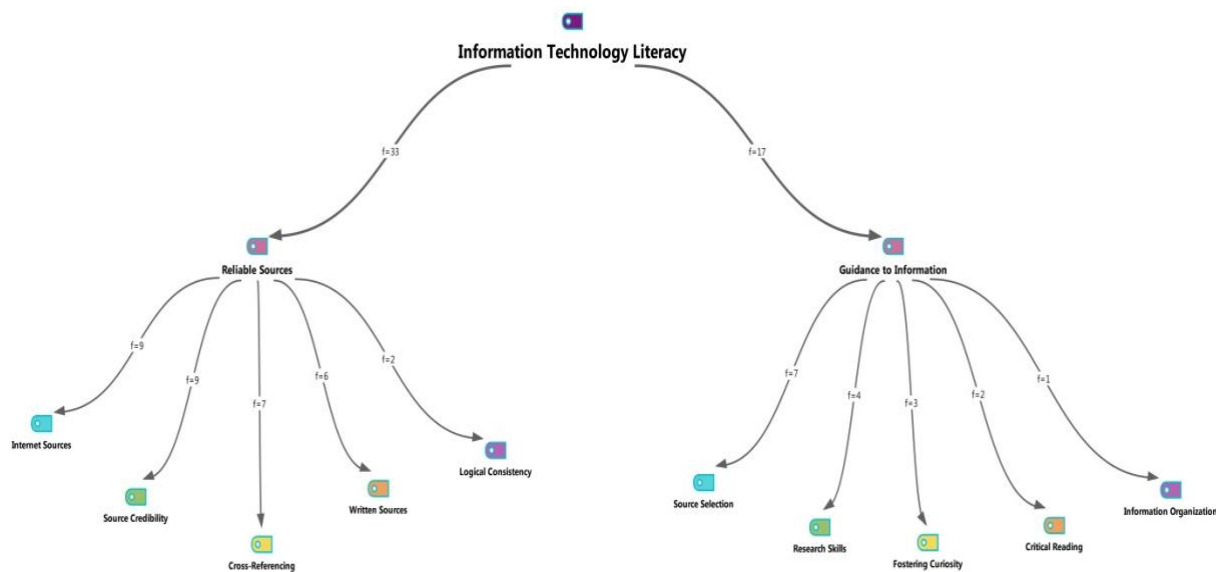 Information Technology Literacy
f=33
f=17
Reliable Sources
Guidance to Information
f=9
f=9
f=7
f=6
f=2
f=7
f=4
f=3
f=2
f=1
Internet Sources
Source Credibility
Cross-Referencing
Written Sources
Logical Consistency
Source Selection
Research Skills
Fostering Curiosity
Critical Reading
Information Organization